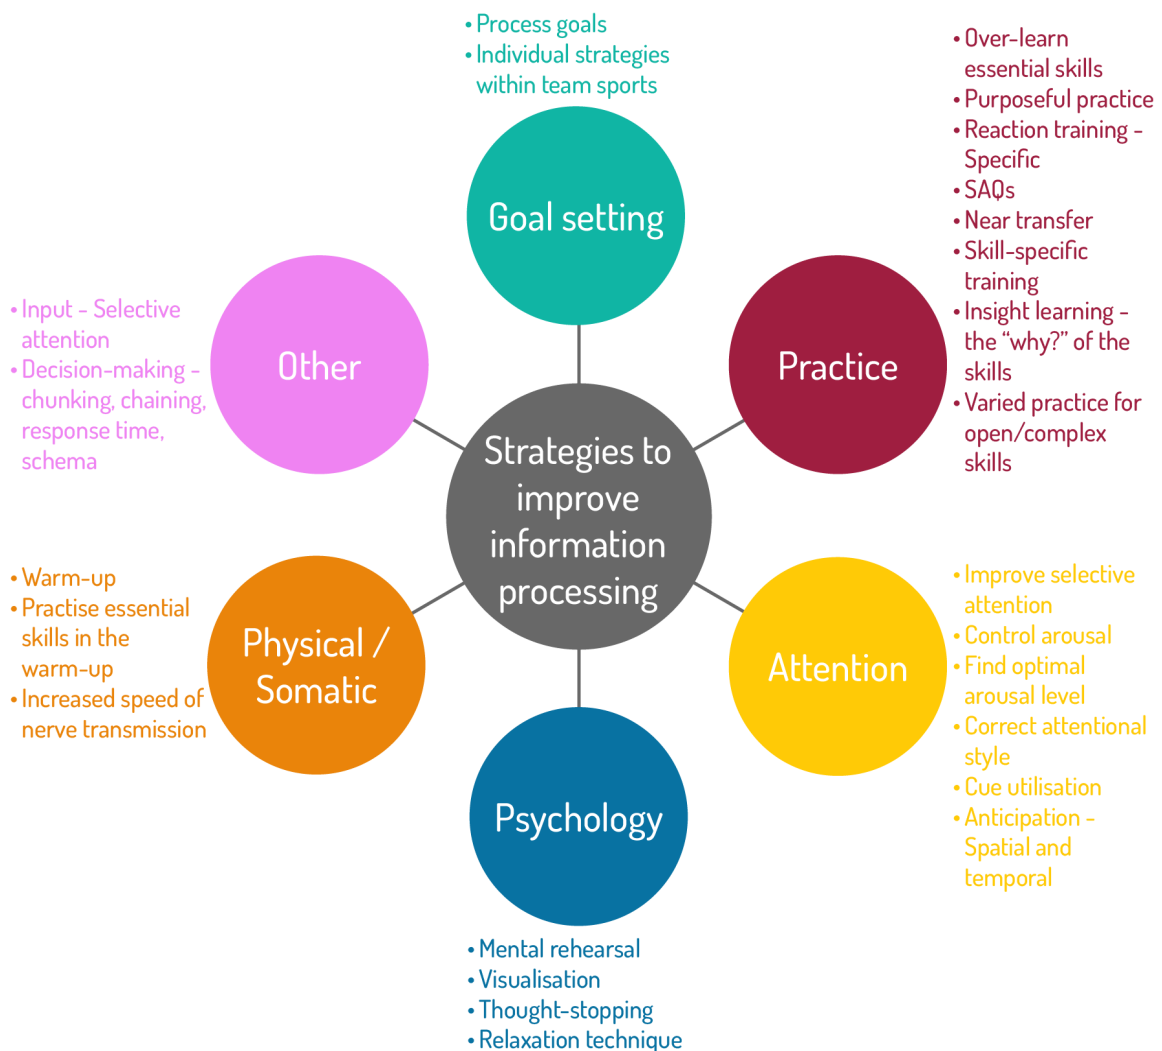 • Process goals
• Individual strategies
within team sports
Goal setting
• Over-learn
essential skills
• Purposeful practice
• Reaction training -
Specific
• SAQs
• Near transfer
• Skill-specific
training
• Insight learning -
the “why?” of the
skills
• Varied practice for
open/complex
skills
Practice
• Input - Selective
attention
• Decision-making -
chunking, chaining,
response time,
schema
Other
Strategies to
improve
information
processing
• Warm-up
• Practise essential
skills in the
warm-up
• Increased speed of
nerve transmission
Physical /
Somatic
Attention
• Improve selective
attention
• Control arousal
• Find optimal
arousal level
• Correct attentional
style
• Cue utilisation
• Anticipation -
Spatial and
temporal
Psychology
• Mental rehearsal
• Visualisation
• Thought-stopping
• Relaxation technique